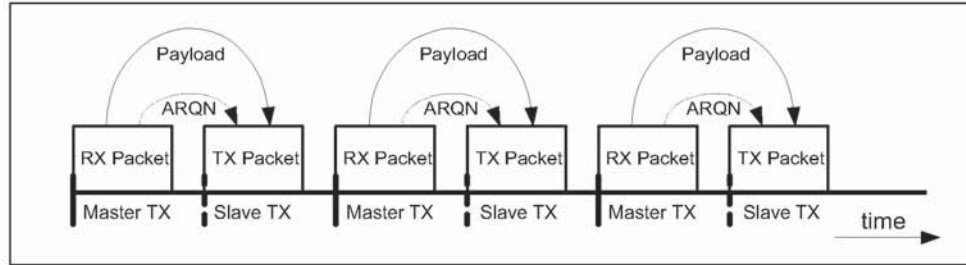 Payload Payload Payload
ARQN ARQN ARQN
RX Packet TX Packet RX Packet TX Packet RX Packet TX Packet
Master TX Slave TX Master TX Slave TX Master TX Slave TX
time